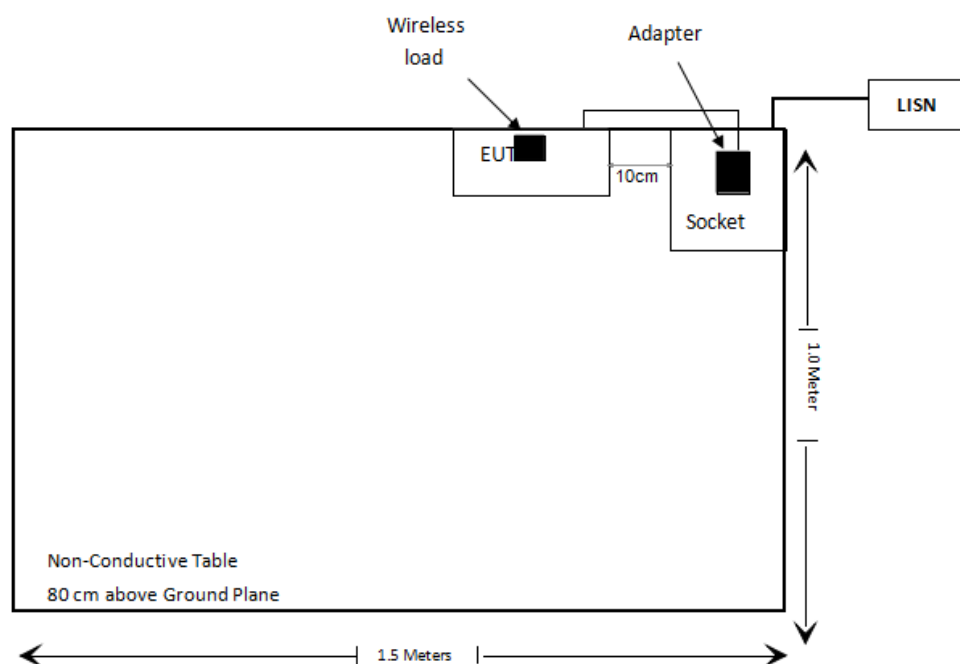 Wireless
load
Adapter
LISN
EUT
10cm
Socket
1.0 Meter
Non-Conductive Table
80 cm above Ground Plane
1.5 Meters